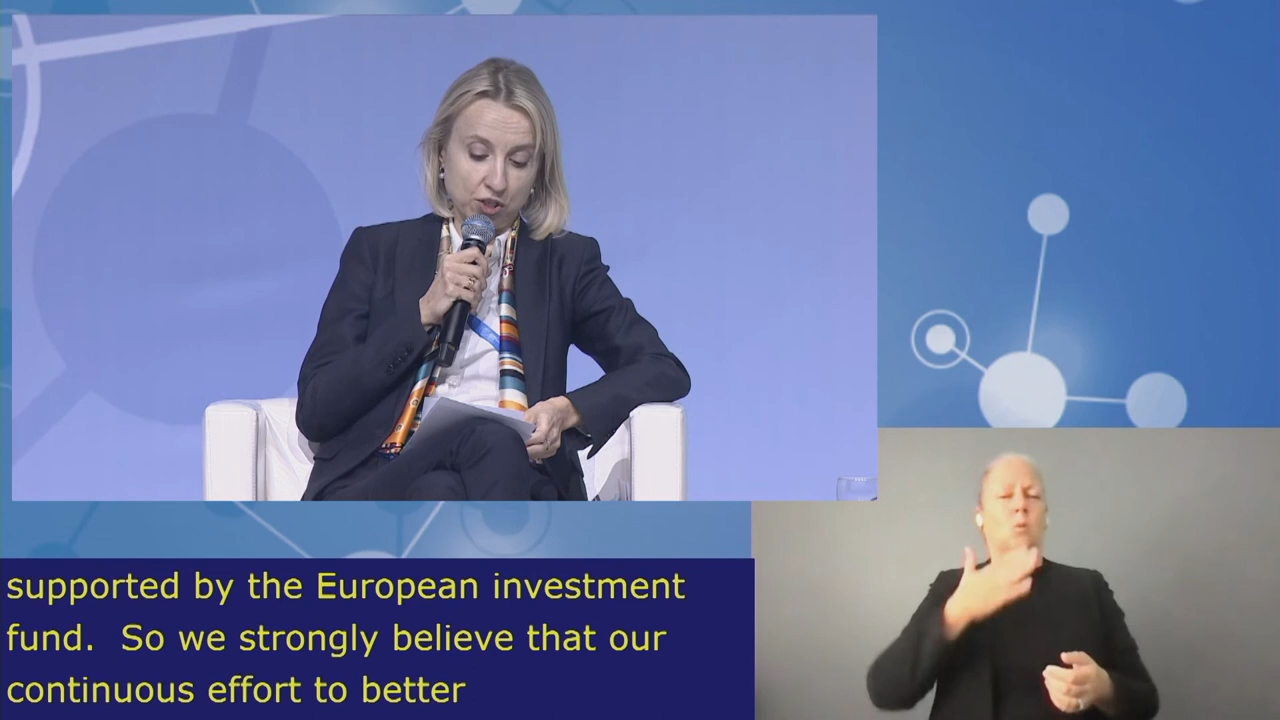 supported by the European investment
fund.  So we strongly believe that our
continuous effort to better